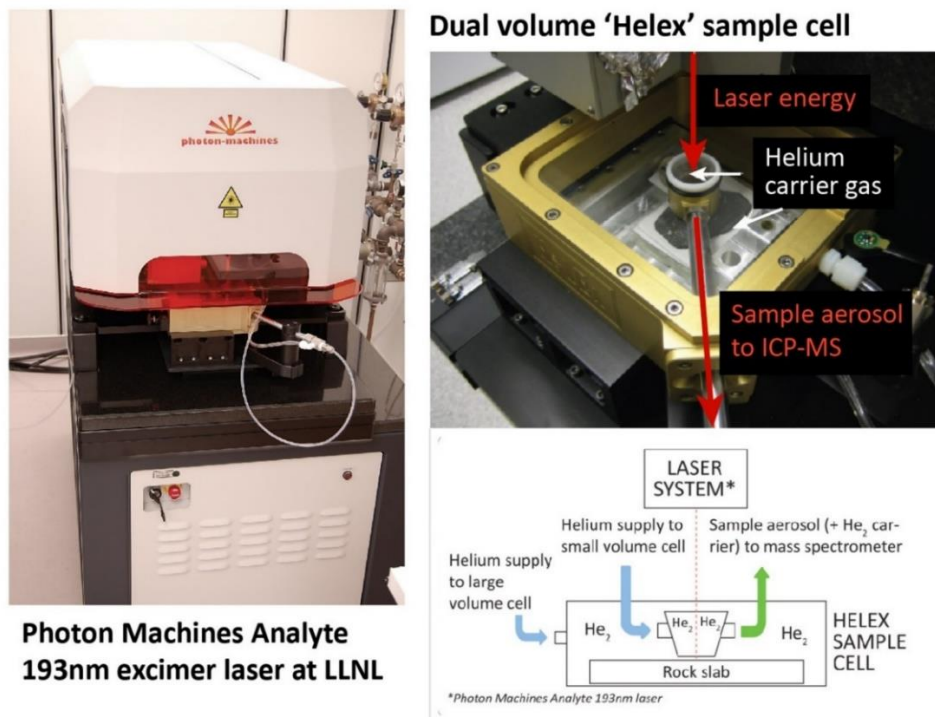 photon-machines
Photon Machines Analyte
193nm excimer laser at LLNL
Dual volume ‘Helex’ sample cell
Laser energy
Helium
carrier gas
Sample aerosol
to ICP-MS
LASER
SYSTEM*
Helium supply
to large
volume cell
Helium supply to
small volume cell
Sample aerosol (+ He2 car-
rier) to mass spectrometer
He2
He2
He2
He2
Rock slab
HELEX
SAMPLE
CELL
*Photon Machines Analyte 193nm laser